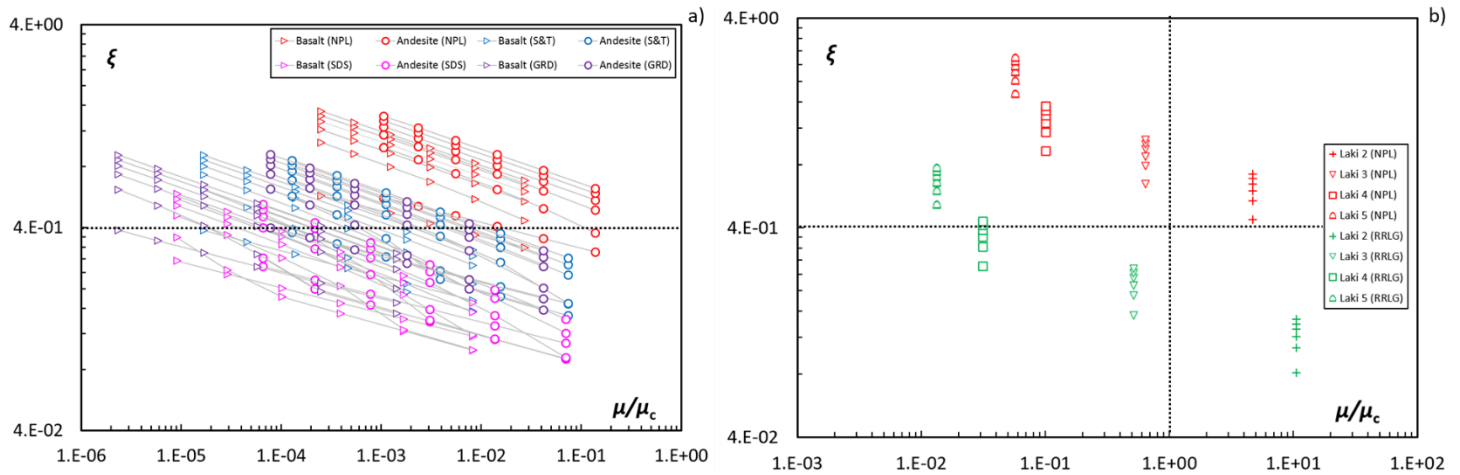 a)
4.E+00
ξ
Basalt (NPL) Andesite (NPL) Basalt (S&T) Andesite (S&T)
Basalt (SDS) Andesite (SDS) Basalt (GRD) Andesite (GRD)
4.E-01
μ/μc
4.E-02
1.E-06 1.E-05 1.E-04 1.E-03 1.E-02 1.E-01 1.E+00
b)
4.E+00
ξ
Laki 2 (NPL)
Laki 3 (NPL)
Laki 4 (NPL)
Laki 5 (NPL)
Laki 2 (RRLG)
Laki 3 (RRLG)
Laki 4 (RRLG)
Laki 5 (RRLG)
4.E-01
μ/μc
4.E-02
1.E-03 1.E-02 1.E-01 1.E+00 1.E+01 1.E+02